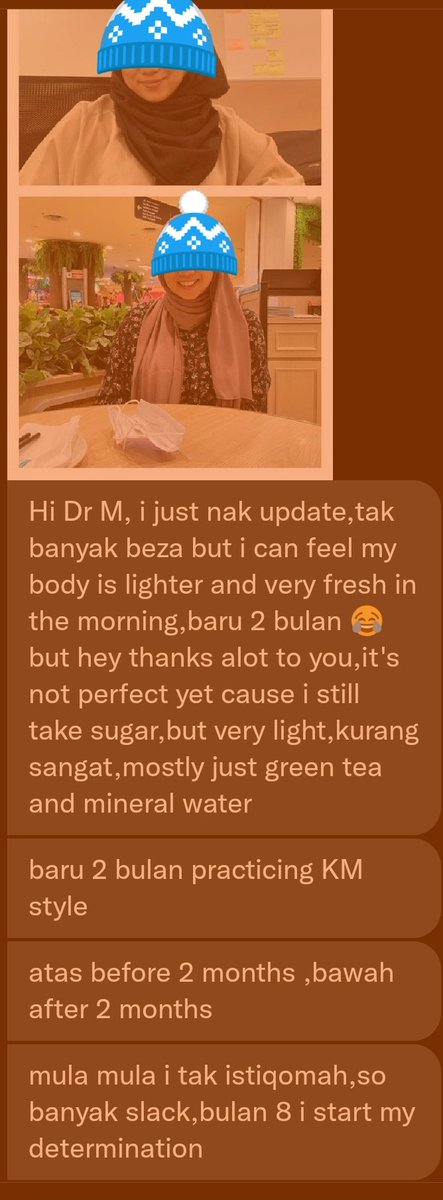 Hi Dr M, i just nak update,tak
banyak beza but i can feel my
body is lighter and very fresh in
the morning,baru 2 bulan 😂
but hey thanks alot to you,it's
not perfect yet cause i still
take sugar,but very light,kurang
sangat,mostly just green tea
and mineral water
baru 2 bulan practicing KM
style
atas before 2 months ,bawah
after 2 months
mula mula i tak istiqomah,so
banyak slack,bulan 8 i start my
determination